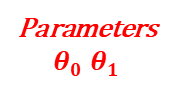 Parameters
θ₀ θ₁